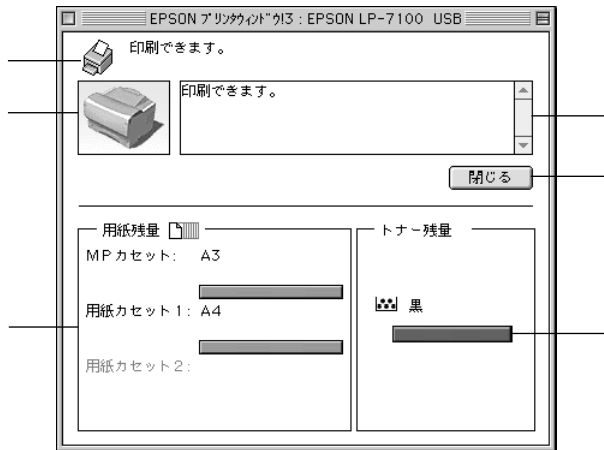 EPSON プリンタウィンドウ!3 : EPSON LP-7100 USB
印刷できます。
印刷できます。
閉じる
用紙残量
MPカセット: A3
用紙カセット1: A4
用紙カセット2:
トナー残量
黒